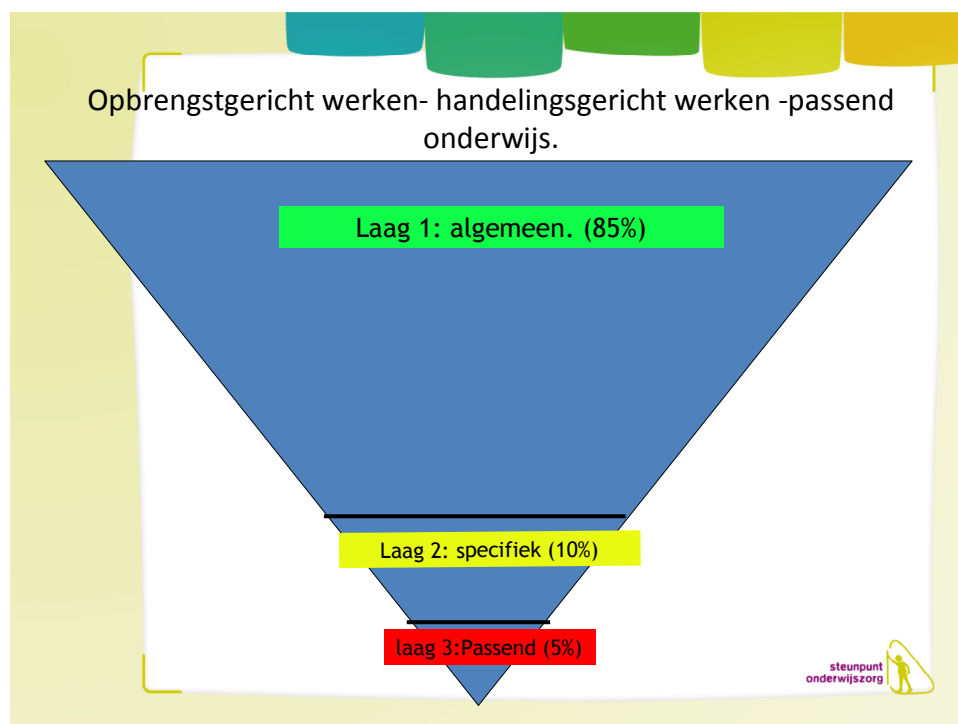 Opbrengstgericht werken- handelingsgericht werken -passend
onderwijs.
Laag 1: algemeen. (85%)
Laag 2: specifiek (10%)
laag 3:Passend (5%)
steunpunt
onderwijszorg